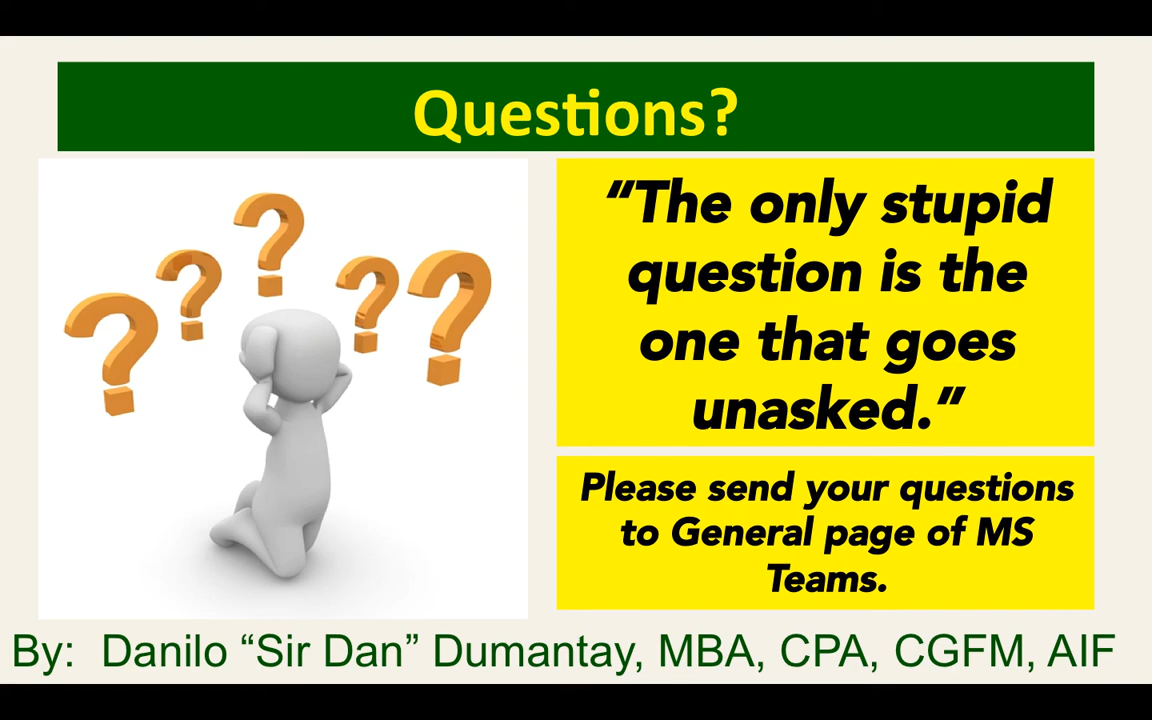 Questions?
“The only stupid
question is the
one that goes
unasked.”
Please send your questions
to General page of MS
Teams.
By:  Danilo “Sir Dan” Dumantay, MBA, CPA, CGFM, AIF